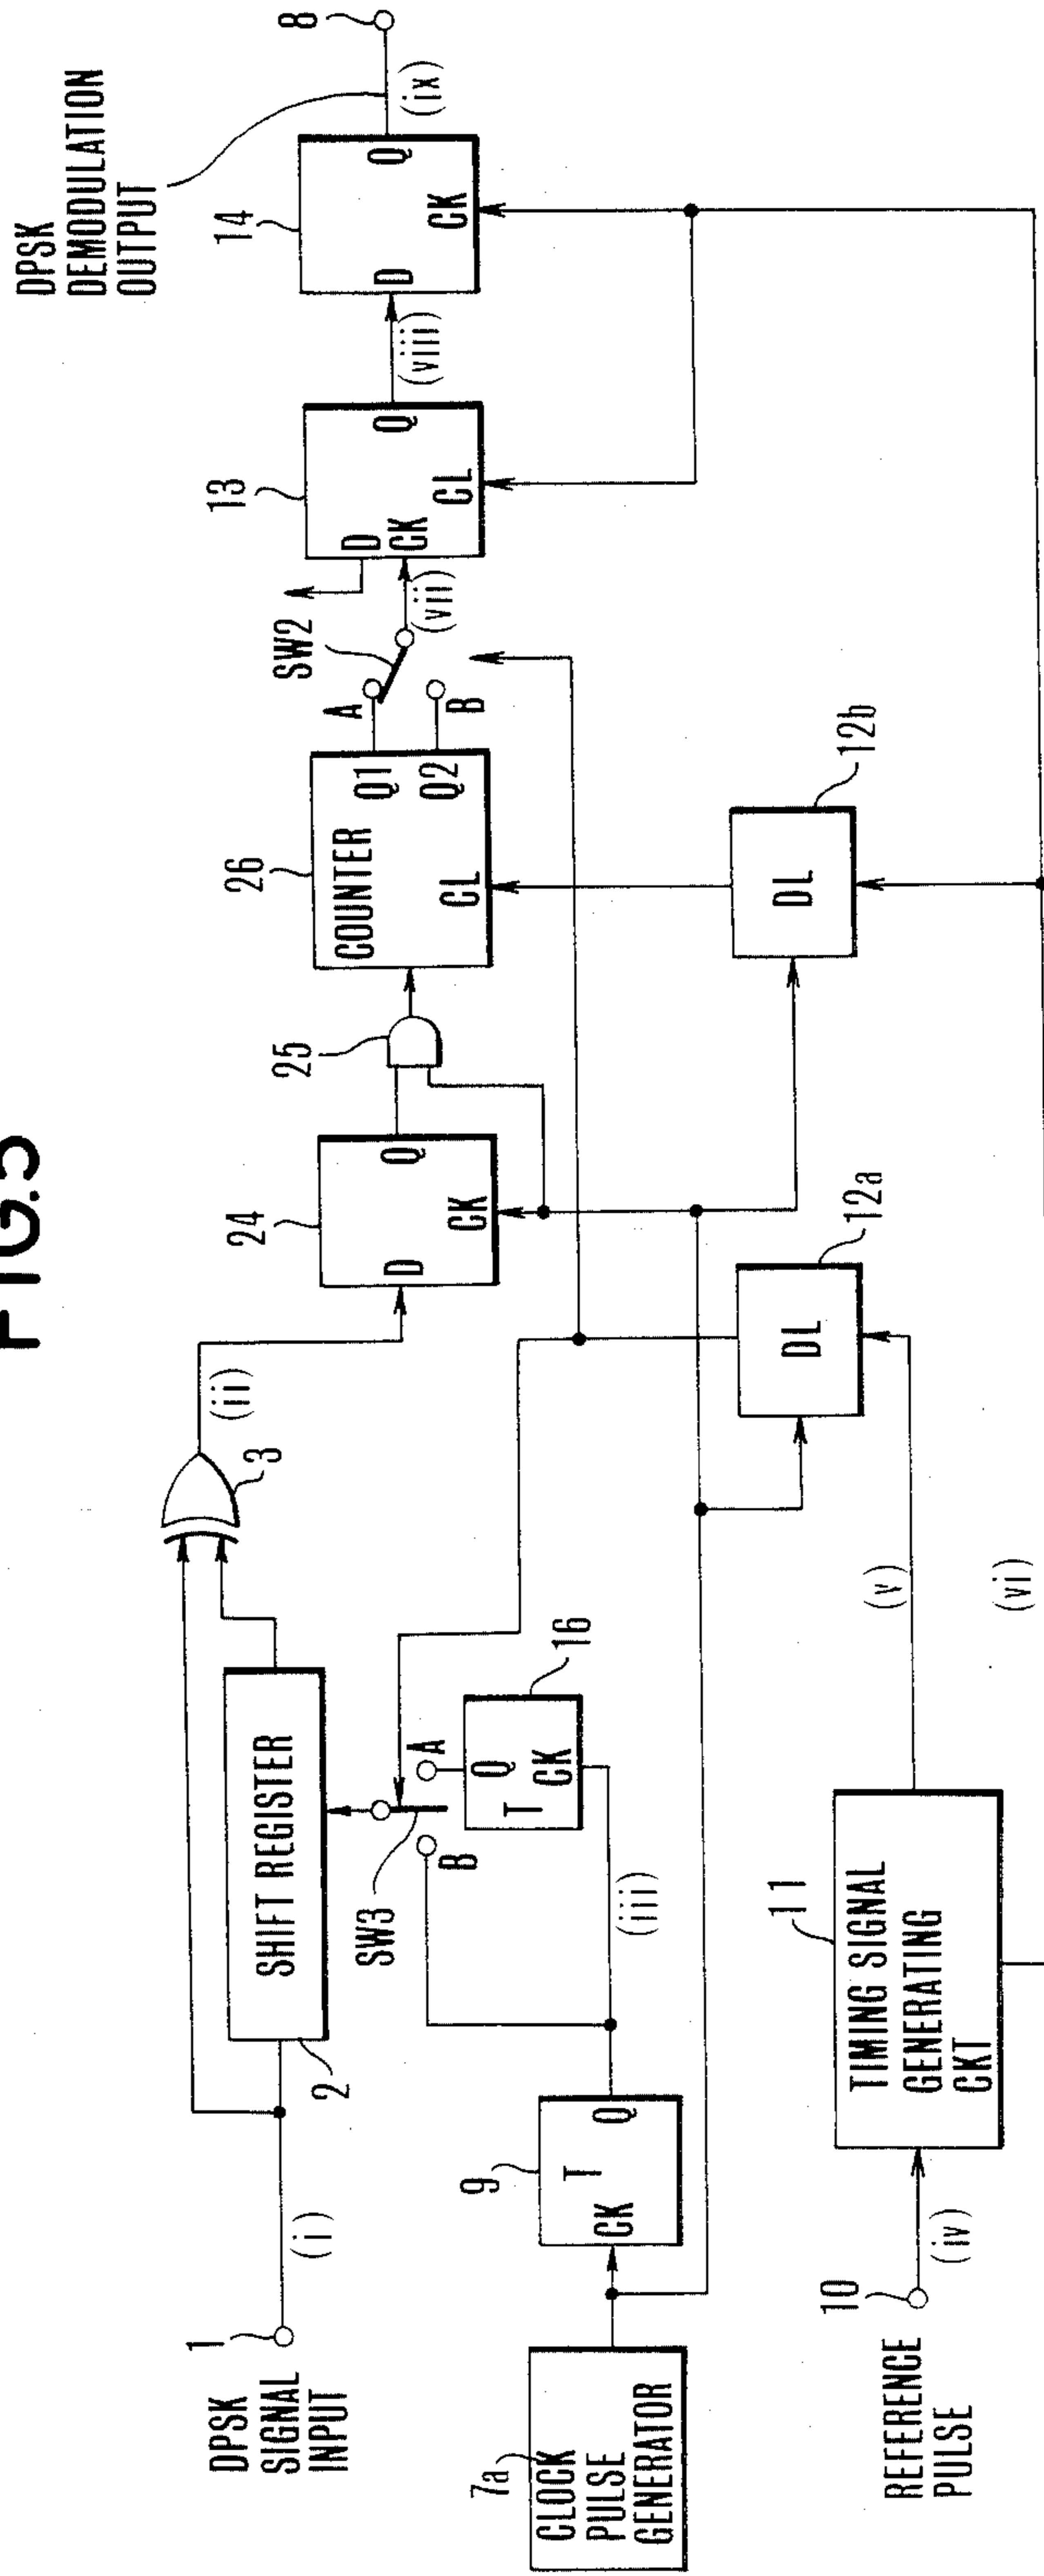 FIG.5
DPSK
SIGNAL
INPUT
1
(i)
2
SHIFT REGISTER
3
(ii)
24
D
Q
CK
25
26
COUNTER
Q1
Q2
CL
A
B
SW2
(vii)
13
D
CK
Q
CL
(viii)
14
D
Q
CK
(ix)
8
DPSK
DEMODULATION
OUTPUT
SW3
A
B
16
Q
T
CK
(iii)
9
T
CK
Q
7a
CLOCK
PULSE
GENERATOR
12a
DL
12b
DL
(v)
(vi)
REFERENCE
PULSE
10
(iv)
11
TIMING SIGNAL
GENERATING
CKT